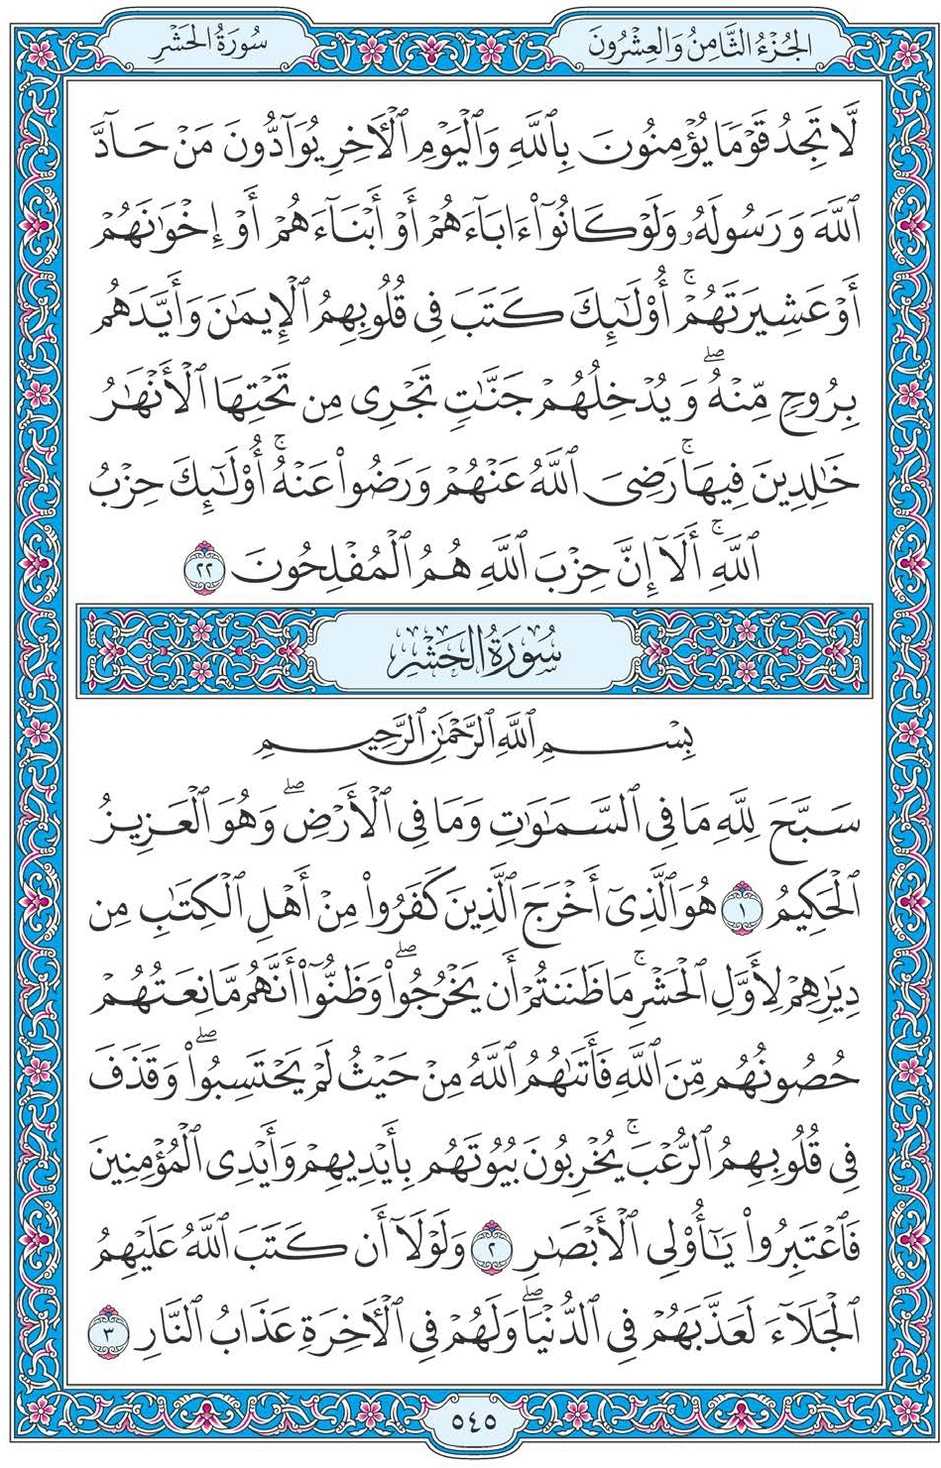 الجُزْءُ الثَّامِنُ وَالعِشْرُونَ
سُورَةُ الحَشْرِ
لَّا تَجِدُ قَوْمًا يُؤْمِنُونَ بِٱللَّهِ وَٱلْيَوْمِ ٱلْأَخِرِ يُوَآدُّونَ مَنْ حَآدَّ
ٱللَّهَ وَرَسُولَهُۥ وَلَوْ كَانُوٓا۟ ءَابَآءَهُمْ أَوْ أَبْنَآءَهُمْ أَوْ إِخْوَٰنَهُمْ
أَوْ عَشِيرَتَهُمْ ۚ أُو۟لَٰٓئِكَ كَتَبَ فِى قُلُوبِهِمُ ٱلْإِيمَٰنَ وَأَيَّدَهُم
بِرُوحٍ مِّنْهُ ۖ وَيُدْخِلُهُمْ جَنَّٰتٍ تَجْرِى مِن تَحْتِهَا ٱلْأَنْهَٰرُ
خَٰلِدِينَ فِيهَا ۚ رَضِىَ ٱللَّهُ عَنْهُمْ وَرَضُوا۟ عَنْهُ ۚ أُو۟لَٰٓئِكَ حِزْبُ
ٱللَّهِ ۚ أَلَآ إِنَّ حِزْبَ ٱللَّهِ هُمُ ٱلْمُفْلِحُونَ ٢٢
سُورَةُ الحَشْرِ
بِسْمِ ٱللَّهِ ٱلرَّحْمَٰنِ ٱلرَّحِيمِ
سَبَّحَ لِلَّهِ مَا فِى ٱلسَّمَٰوَٰتِ وَمَا فِى ٱلْأَرْضِ ۖ وَهُوَ ٱلْعَزِيزُ
ٱلْحَكِيمُ ١ هُوَ ٱلَّذِىٓ أَخْرَجَ ٱلَّذِينَ كَفَرُوا۟ مِنْ أَهْلِ ٱلْكِتَٰبِ مِن
دِيَٰرِهِمْ لِأَوَّلِ ٱلْحَشْرِ ۚ مَا ظَنَنتُمْ أَن يَخْرُجُوا۟ ۖ وَظَنُّوٓا۟ أَنَّهُم مَّانِعَتُهُمْ
حُصُونُهُم مِّنَ ٱللَّهِ فَأَتَىٰهُمُ ٱللَّهُ مِنْ حَيْثُ لَمْ يَحْتَسِبُوا۟ ۖ وَقَذَفَ
فِى قُلُوبِهِمُ ٱلرُّعْبَ ۚ يُخْرِبُونَ بُيُوتَهُم بِأَيْدِيهِمْ وَأَيْدِى ٱلْمُؤْمِنِينَ
فَٱعْتَبِرُوا۟ يَٰٓأُو۟لِى ٱلْأَبْصَٰرِ ٢ وَلَوْلَآ أَن كَتَبَ ٱللَّهُ عَلَيْهِمُ
ٱلْجَلَآءَ لَعَذَّبَهُمْ فِى ٱلدُّنْيَا ۖ وَلَهُمْ فِى ٱلْأَخِرَةِ عَذَابُ ٱلنَّارِ ٣
٥٤٥